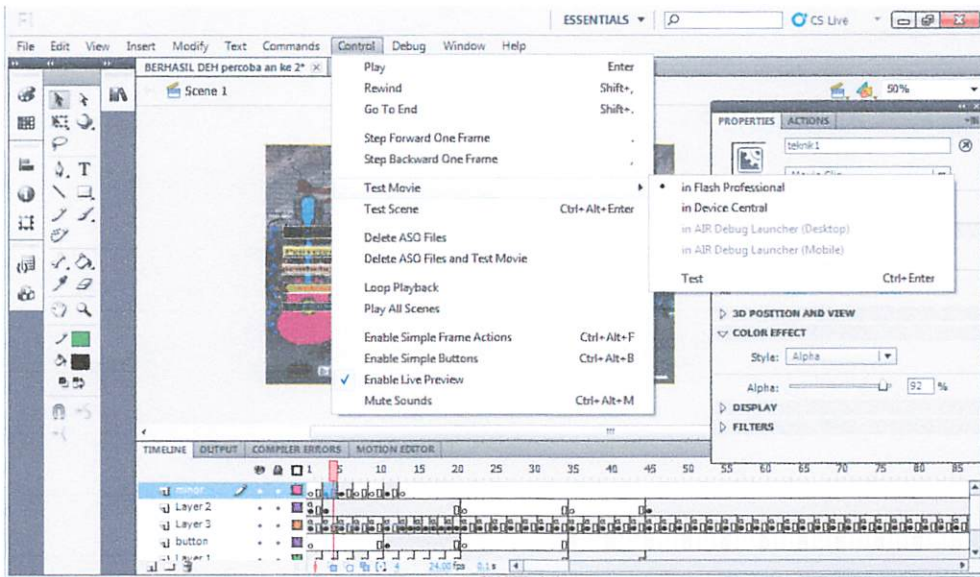 Fl
ESSENTIALS
CS Live
File Edit View Insert Modify Text Commands Control Debug Window Help
BERHASIL DEH percoba an ke 2*
Scene 1
50%
Play Enter
Rewind Shift+,
Go To End Shift+.
Step Forward One Frame .
Step Backward One Frame ,
Test Movie
Test Scene Ctrl+Alt+Enter
Delete ASO Files
Delete ASO Files and Test Movie
Loop Playback
Play All Scenes
Enable Simple Frame Actions Ctrl+Alt+F
Enable Simple Buttons Ctrl+Alt+B
Enable Live Preview
Mute Sounds Ctrl+Alt+M
in Flash Professional
in Device Central
in AIR Debug Launcher (Desktop)
in AIR Debug Launcher (Mobile)
Test Ctrl+Enter
PROPERTIES ACTIONS
teknik1
Movie Clip
3D POSITION AND VIEW
COLOR EFFECT
Style: Alpha
Alpha: 92 %
DISPLAY
FILTERS
TIMELINE OUTPUT COMPILER ERRORS MOTION EDITOR
1 5 10 15 20 25 30 35 40 45 50 55 60 65 70 75 80 85
minor
Layer 2
Layer 3
button
Layer 1
4 24.00 fps 0.1 s